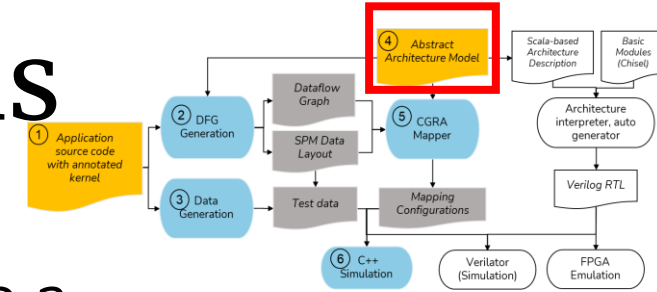 ns
4 Abstract
Architecture Model
Scala-based
Architecture
Description
Basic
Modules
(Chisel)
1 Application
source code
with annotated
kernel
2 DFG
Generation
Dataflow
Graph
SPM Data
Layout
5 CGRA
Mapper
Architecture
interpreter, auto
generator
3 Data
Generation
Test data
Mapping
Configurations
Verilog RTL
6 C++
Simulation
Verilator
(Simulation)
FPGA
Emulation